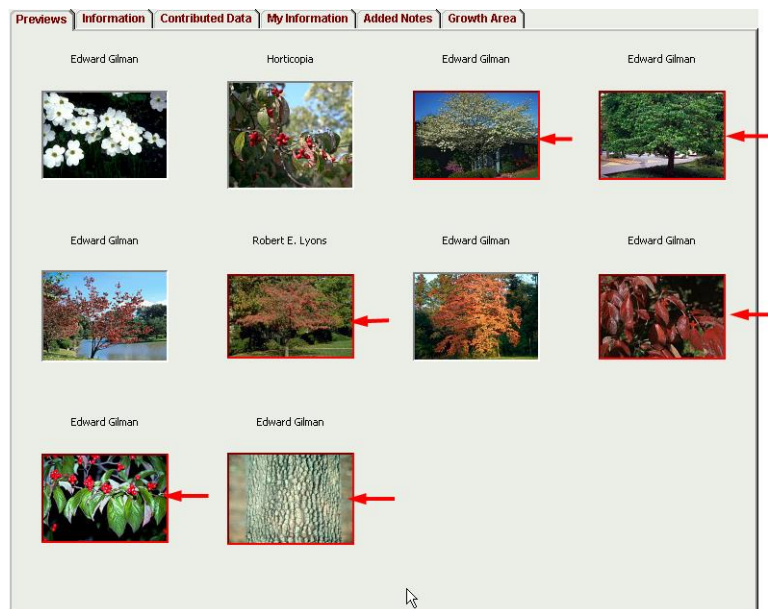 Previews Information Contributed Data My Information Added Notes Growth Area
Edward Gilman Horticopia Edward Gilman Edward Gilman
Edward Gilman Robert E. Lyons Edward Gilman Edward Gilman
Edward Gilman Edward Gilman